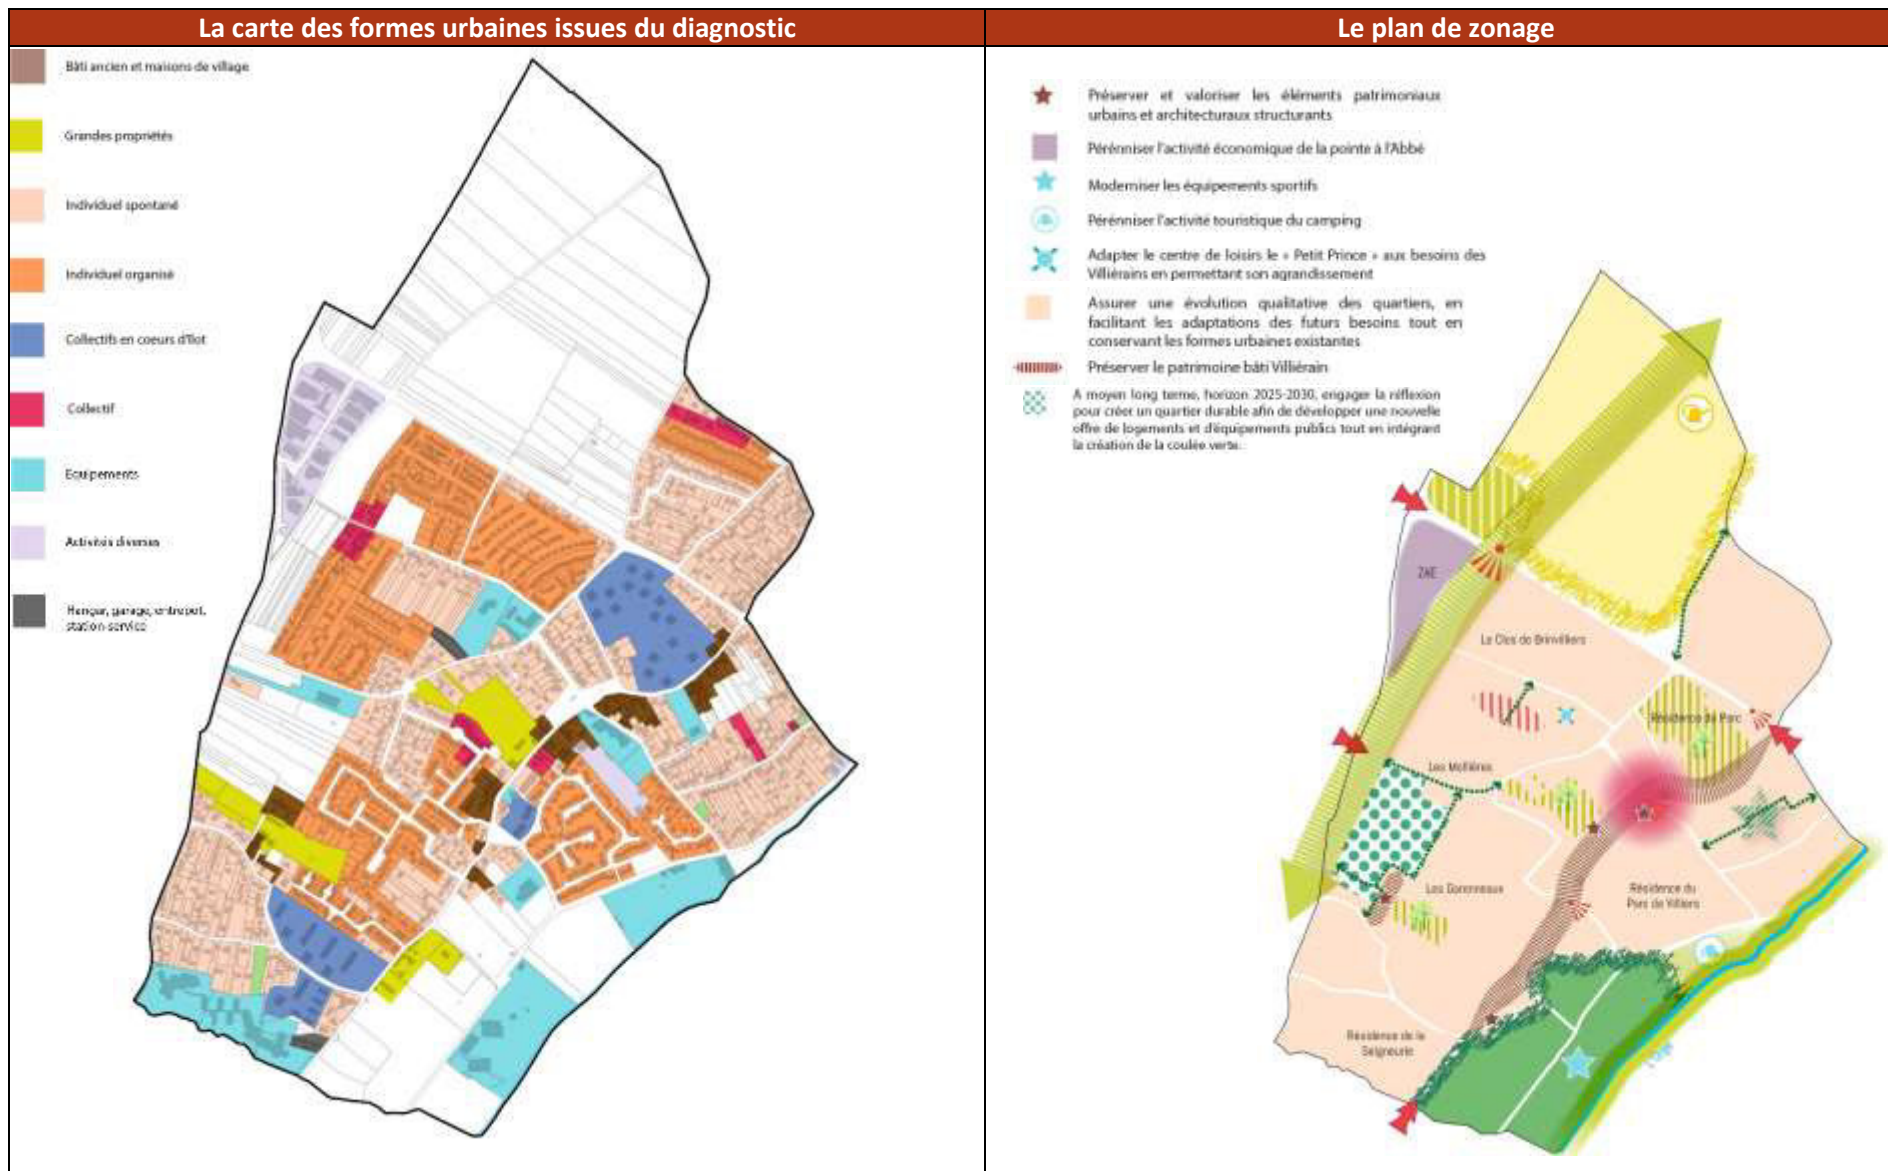 La carte des formes urbaines issues du diagnostic
Le plan de zonage
Bâti ancien et maisons de village
Grandes propriétés
Individuel spontané
Individuel organisé
Collectifs en coeurs d'îlot
Collectif
Equipements
Activités diverses
Hangar, garage, entrepot,
station-service
Préserver et valoriser les éléments patrimoniaux
urbains et architecturaux structurants
Pérénniser l'activité économique de la pointe à l'Abbé
Moderniser les équipements sportifs
Pérénniser l'activité touristique du camping
Adapter le centre de loisirs le « Petit Prince » aux besoins des
Villiérains en permettant son agrandissement
Assurer une évolution qualitative des quartiers, en
facilitant les adaptations des futurs besoins tout en
conservant les formes urbaines existantes
Préserver le patrimoine bâti Villiérain
A moyen long terme, horizon 2025-2030, engager la réflexion
pour créer un quartier durable afin de développer une nouvelle
offre de logements et d'équipements publics tout en intégrant
la création de la coulée verte.
ZAE
Le Clos de Brinvilliers
Résidence du Parc
Les Mollières
Les Garenneaux
Résidence du
Parc de Villiers
Résidence de la
Seigneurie